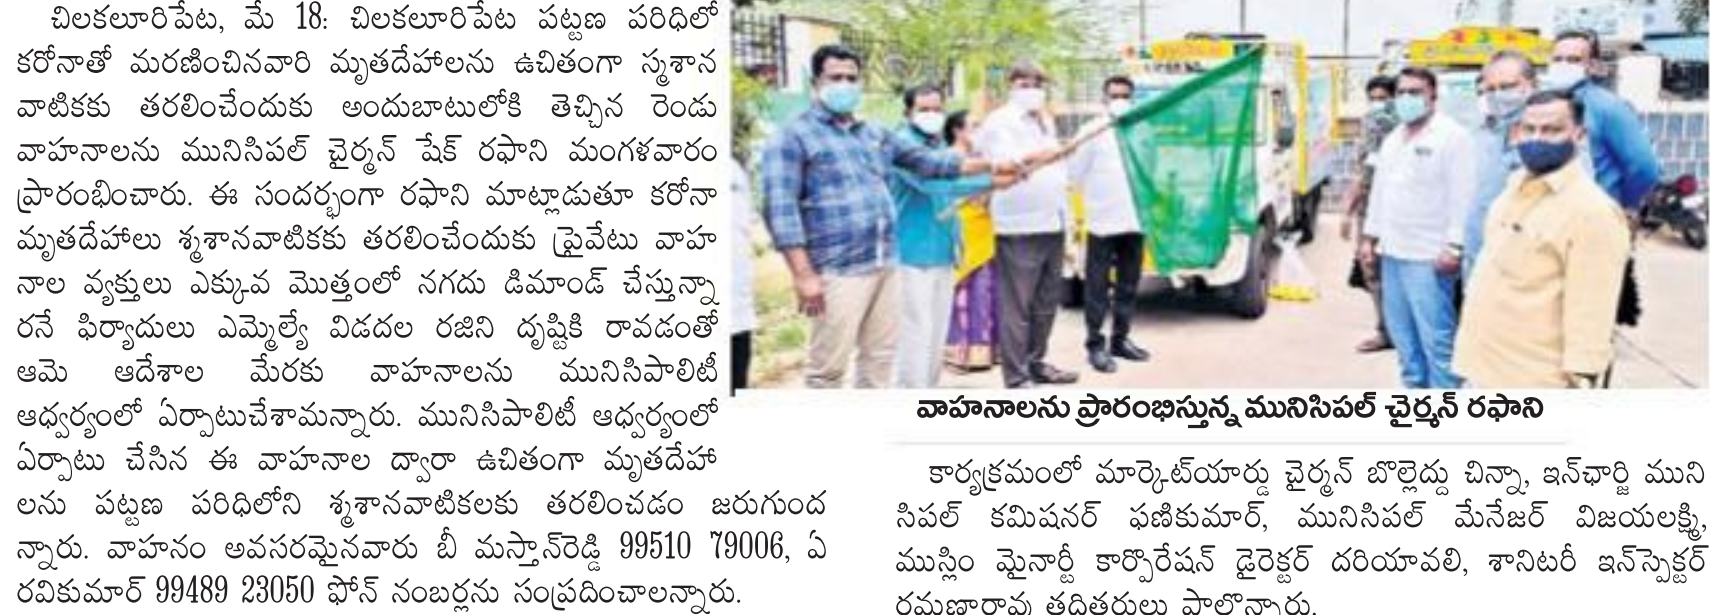 చిలకలూరిపేట, మే 18: చిలకలూరిపేట పట్టణ పరిధిలో
కరోనాతో మరణించినవారి మృతదేహాలను ఉచితంగా స్మశాన
వాటికకు తరలించేందుకు అందుబాటులోకి తెచ్చిన రెండు
వాహనాలను మునిసిపల్ చైర్మన్ షేక్ రఫాని మంగళవారం
ప్రారంభించారు. ఈ సందర్భంగా రఫాని మాట్లాడుతూ కరోనా
మృతదేహాలు శ్మశానవాటికకు తరలించేందుకు ప్రైవేటు వాహ
నాల వ్యక్తులు ఎక్కువ మొత్తంలో నగదు డిమాండ్ చేస్తున్నా
రనే ఫిర్యాదులు ఎమ్మెల్యే విడదల రజిని దృష్టికి రావడంతో
ఆమె ఆదేశాల మేరకు వాహనాలను మునిసిపాలిటీ
ఆధ్వర్యంలో ఏర్పాటుచేశామన్నారు. మునిసిపాలిటీ ఆధ్వర్యంలో
ఏర్పాటు చేసిన ఈ వాహనాల ద్వారా ఉచితంగా మృతదేహా
లను పట్టణ పరిధిలోని శ్మశానవాటికలకు తరలించడం జరుగుంద
న్నారు. వాహనం అవసరమైనవారు బీ మస్తాన్‌రెడ్డి 99510 79006, ఏ
రవికుమార్ 99489 23050 ఫోన్ నంబర్లను సంప్రదించాలన్నారు.
వాహనాలను ప్రారంభిస్తున్న మునిసిపల్ చైర్మన్ రఫాని
కార్యక్రమంలో మార్కెట్‌యార్డు చైర్మన్ బొల్లెద్దు చిన్నా, ఇన్‌ఛార్జి ముని
సిపల్ కమిషనర్ ఫణికుమార్, మునిసిపల్ మేనేజర్ విజయలక్ష్మి,
ముస్లిం మైనార్టీ కార్పొరేషన్ డైరెక్టర్ దరియావలి, శానిటరీ ఇన్‌స్పెక్టర్
రమణారావు తదితరులు పాల్గొన్నారు.